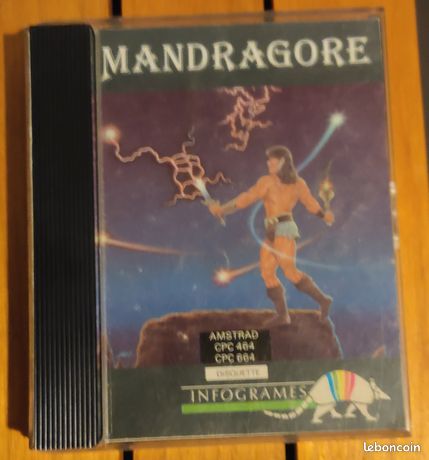 MANDRAGORE
AMSTRAD
CPC 464
CPC 664
DISQUETTE
INFOGRAMES
leboncoin